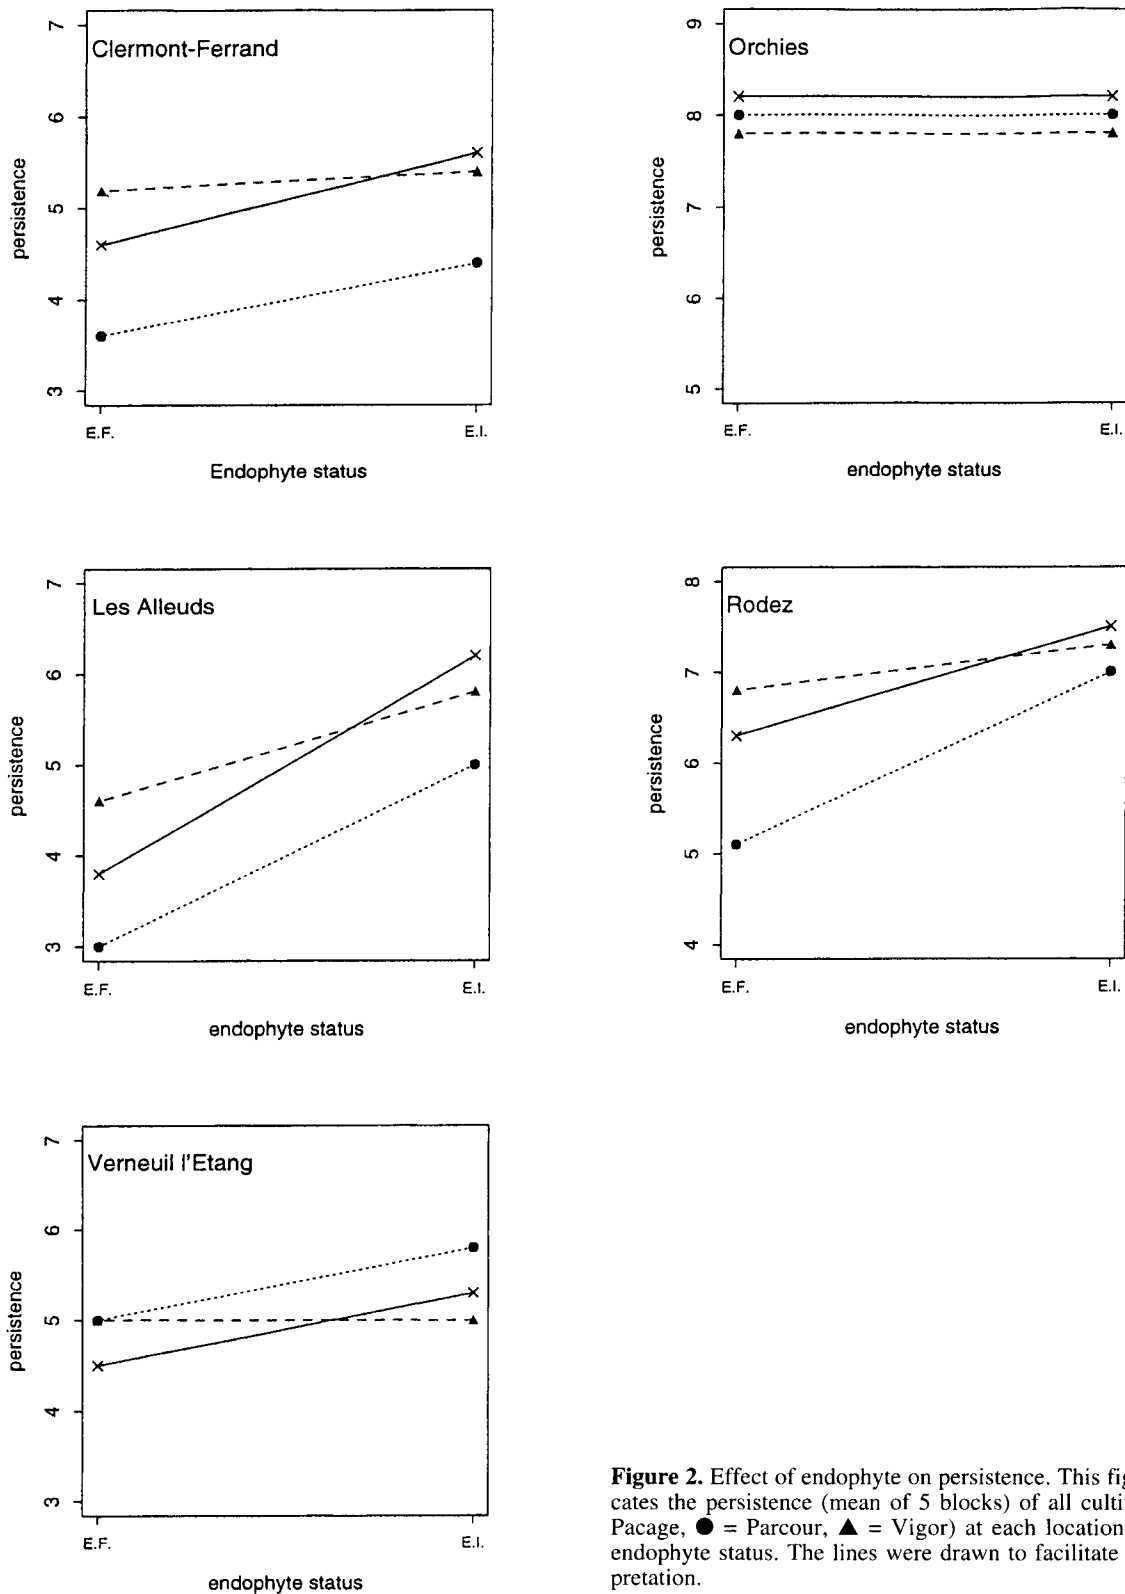 Clermont-Ferrand
7
6
5
4
3
persistence
E.F.
E.I.
Endophyte status
Orchies
9
8
7
6
5
persistence
E.F.
E.I.
endophyte status
Les Alleuds
7
6
5
4
3
persistence
E.F.
E.I.
endophyte status
Rodez
8
7
6
5
4
persistence
E.F.
E.I.
endophyte status
Verneuil l'Etang
7
6
5
4
3
persistence
E.F.
E.I.
endophyte status
Figure 2. Effect of endophyte on persistence. This
cates the persistence (mean of 5 blocks) of all
Pacage, ● = Parcour, ▲ = Vigor) at each location
endophyte status. The lines were drawn to facilitate
pretation.